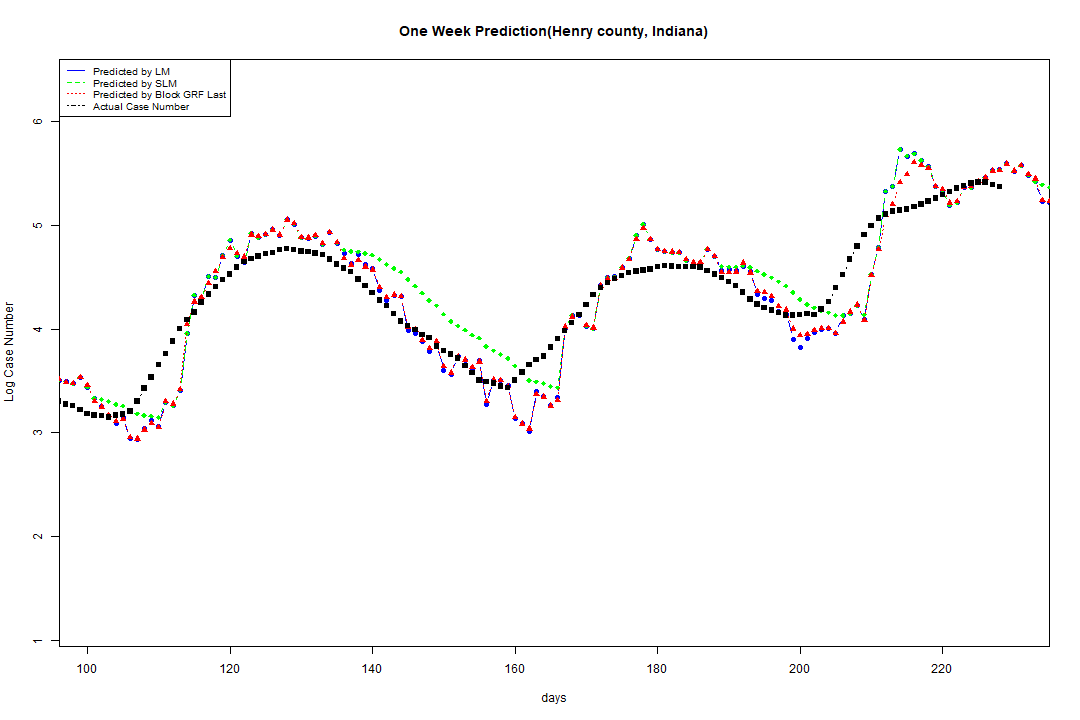 One Week Prediction(Henry county, Indiana)
Predicted by LM
Predicted by SLM
Predicted by Block GRF Last
Actual Case Number
6
5
4
3
2
1
Log Case Number
100 120 140 160 180 200 220
days